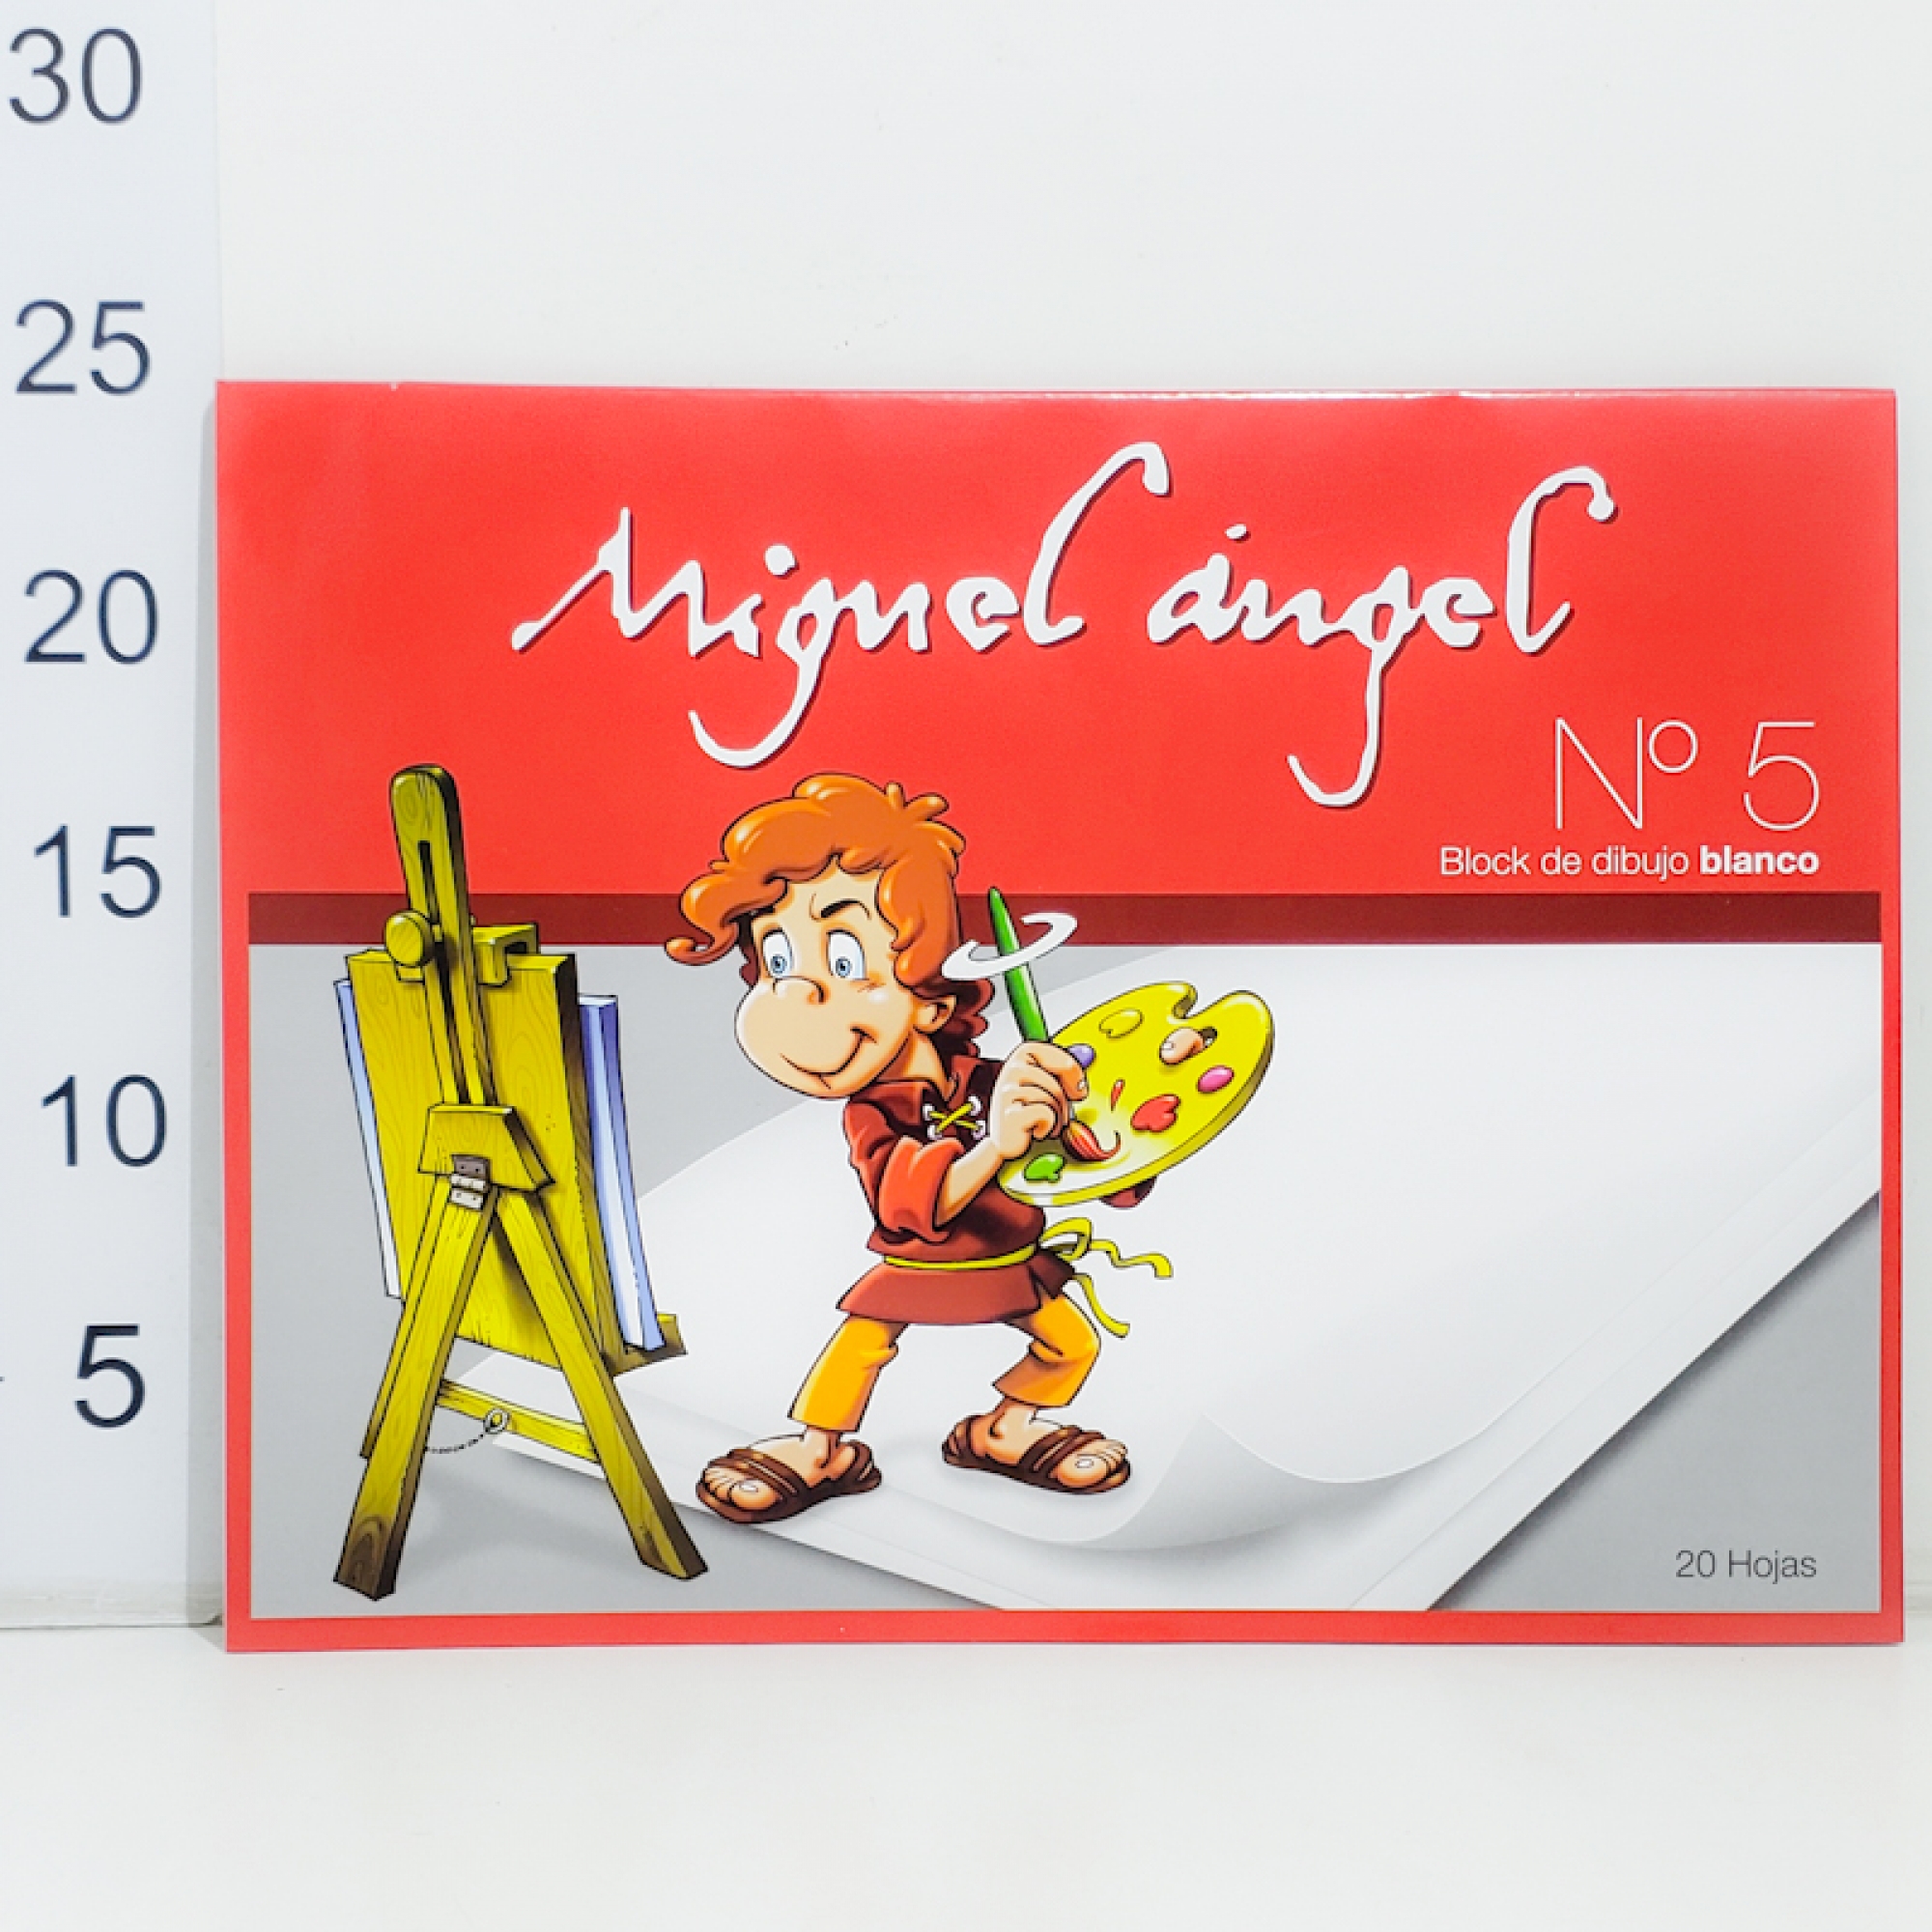 30
25
20
15
10
5
Miguel ángel
Nº 5
Block de dibujo blanco
20 Hojas